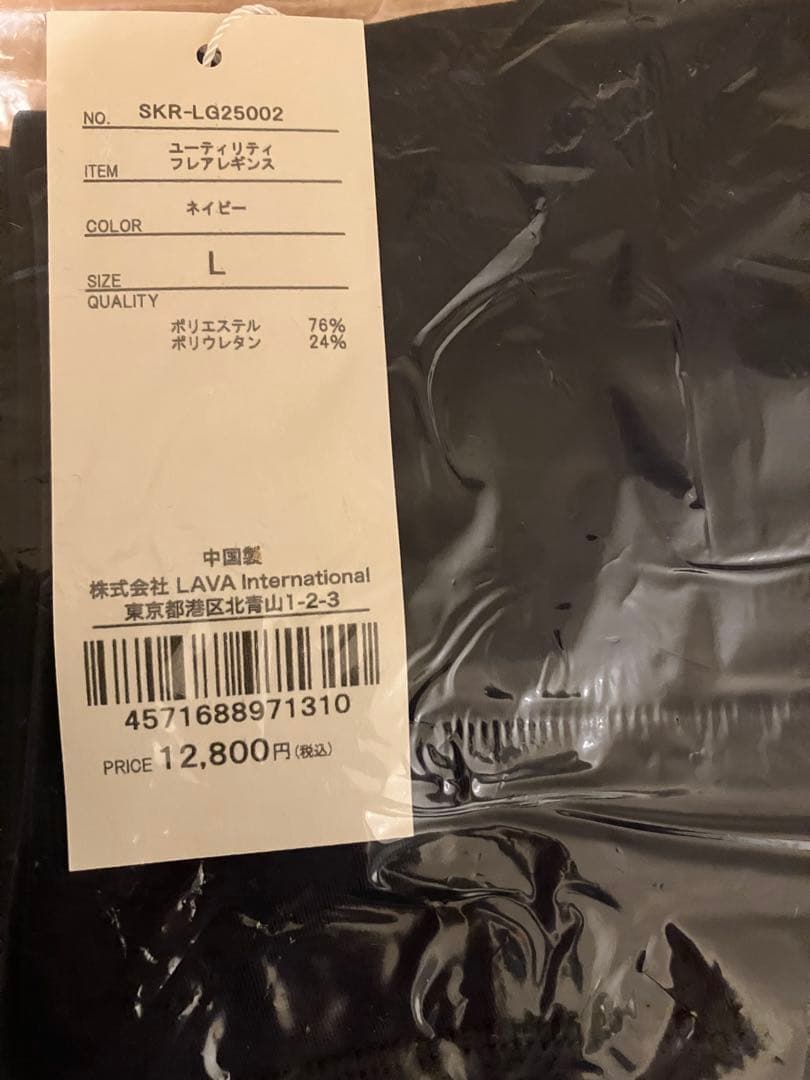 NO. SKR-LG25002
ITEM ユーティリティ
フレアレギンス
COLOR ネイビー
SIZE L
QUALITY
ポリエステル 76%
ポリウレタン 24%
中国製
株式会社 LAVA International
東京都港区北青山1-2-3
4571688971310
PRICE 12,800円(税込)